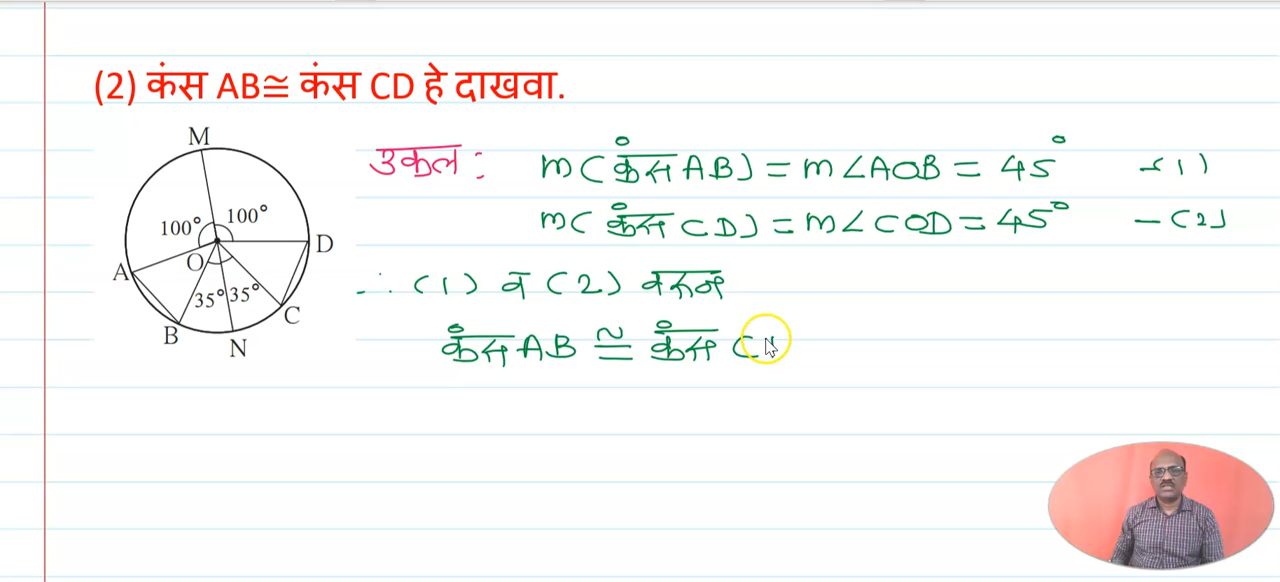 (2) कंस AB≅ कंस CD हे दाखवा.
M
100° 100°
A O D
35° 35°
B N C
उकल :
m(कंस AB) = m∠AOB = 45° -(1)
m(कंस CD) = m∠COD = 45° -(2)
∴ (1) व (2) वरून
कंस AB ≅ कंस C